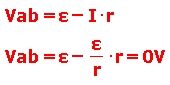 Vab = ε − I · r
Vab = ε − ε/r · r = 0V